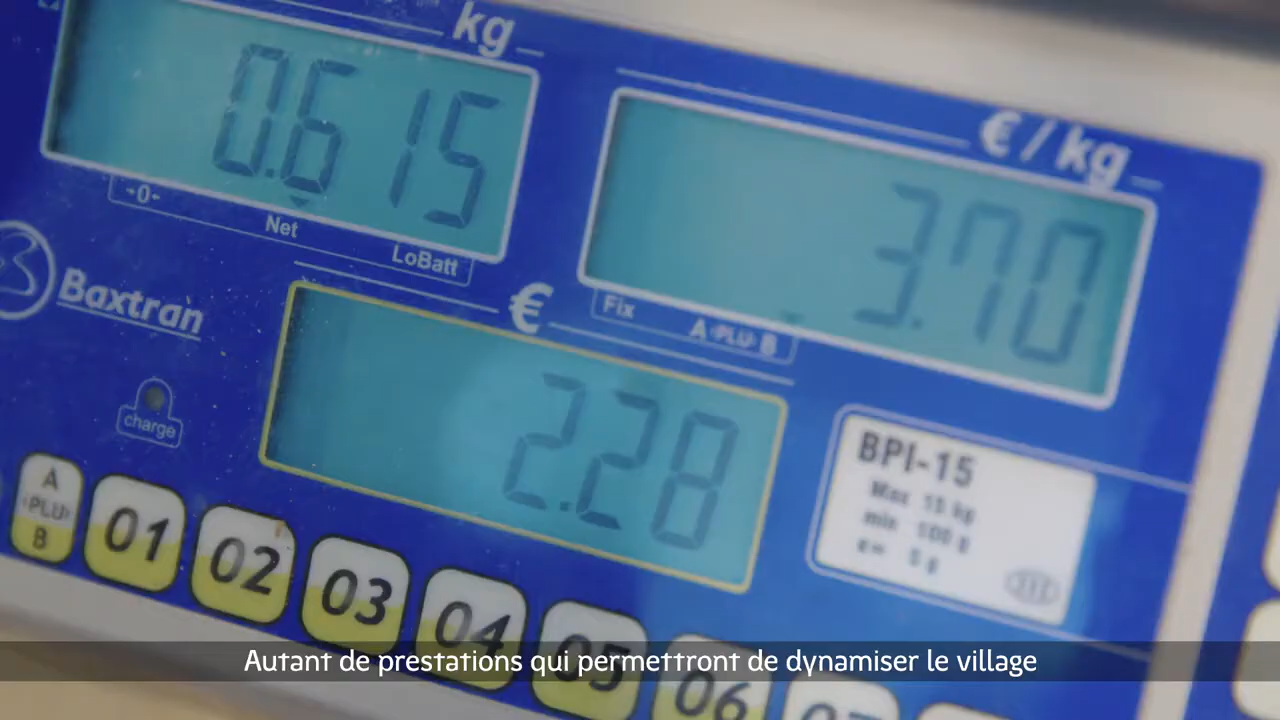 kg
0.615
€/kg
3.70
-0-
Net
LoBatt
Baxtran
€
Fix
A ‹PLU› B
2.28
charge
BPI-15
Max 15 kg
min 100 g
e= 5 g
A
‹PLU›
B
01
02
03
04
05
06
07
Autant de prestations qui permettront de dynamiser le village